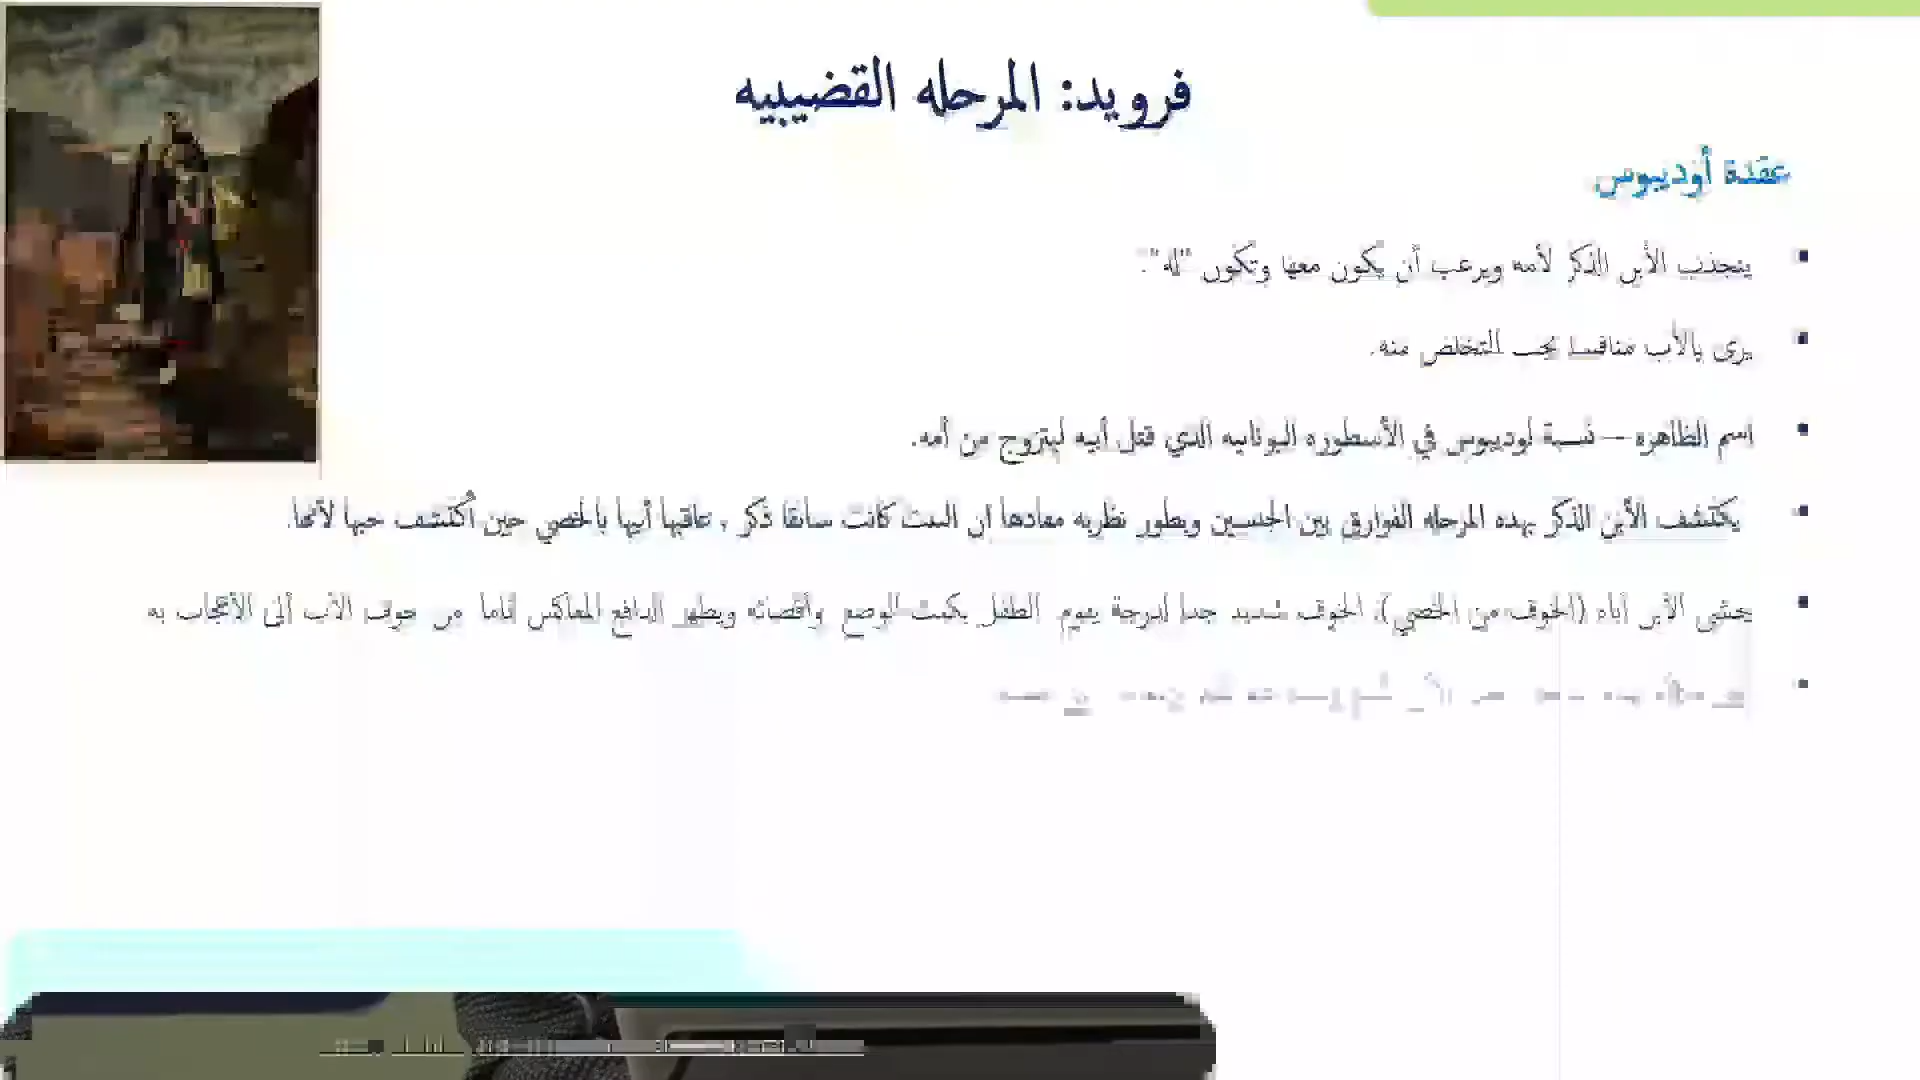 فرويد: المرحله القضيبيه
عقدة أوديبوس
ينجذب الأبن الذكر لأمه ويرغب أن يكون معها وتكون "له".
يرى بالأب منافسا يجب التخلص منه.
اسم الظاهره – نسبة لوديبوس في الأسطوره اليونانيه الذي قتل أبيه ليتزوج من أمه.
يكتشف الأبن الذكر بهذه المرحله الفوارق بين الجنسين ويطور نظريه مفادها ان البنت كانت سابقا ذكر , عاقبها أبيها بالخصي حين أكتشف حبها لأمها.
يخشى الأبن أباه (الخوف من الخصي). الخوف شديد جدا لدرجة يقوم الطفل بكبت الوضع وأقصائه ويظهر الدافع المعاكس تماما من خوف الأب ألى الأعجاب به